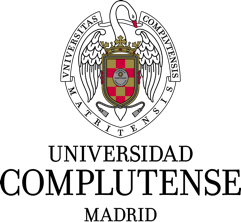 UNIVERSITAS COMPLUTENSIS
MATRITENSIS
UNIVERSIDAD
COMPLUTENSE
MADRID